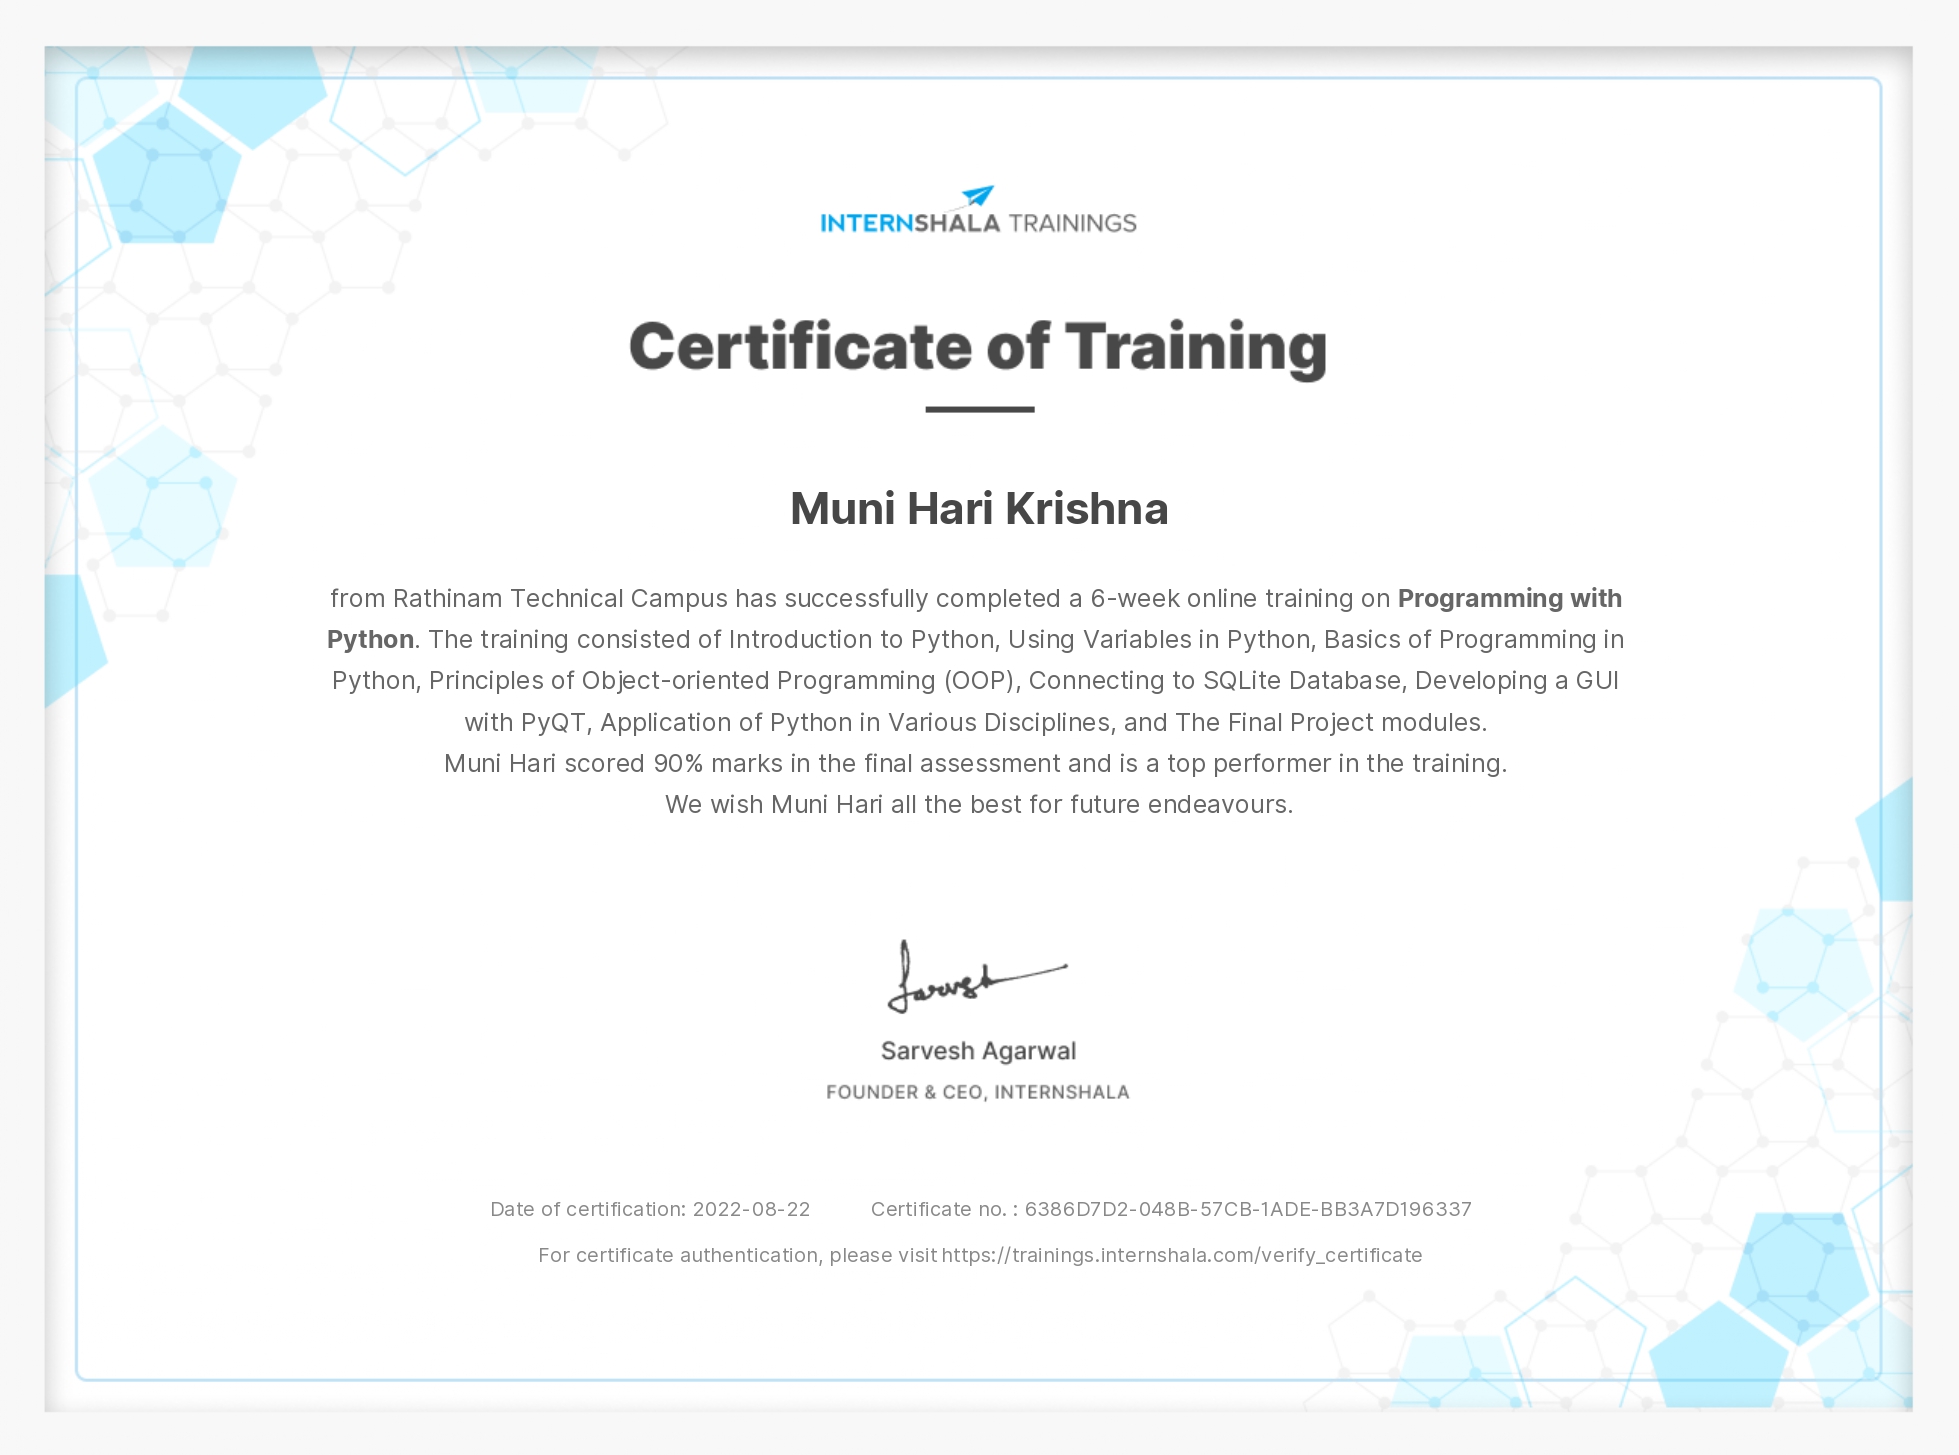 INTERNSHALA TRAININGS
Certificate of Training
Muni Hari Krishna
from Rathinam Technical Campus has successfully completed a 6-week online training on Programming with
Python. The training consisted of Introduction to Python, Using Variables in Python, Basics of Programming in
Python, Principles of Object-oriented Programming (OOP), Connecting to SQLite Database, Developing a GUI
with PyQT, Application of Python in Various Disciplines, and The Final Project modules.
Muni Hari scored 90% marks in the final assessment and is a top performer in the training.
We wish Muni Hari all the best for future endeavours.
Sarvesh
Sarvesh Agarwal
FOUNDER & CEO, INTERNSHALA
Date of certification: 2022-08-22 Certificate no. : 6386D7D2-048B-57CB-1ADE-BB3A7D196337
For certificate authentication, please visit https://trainings.internshala.com/verify_certificate